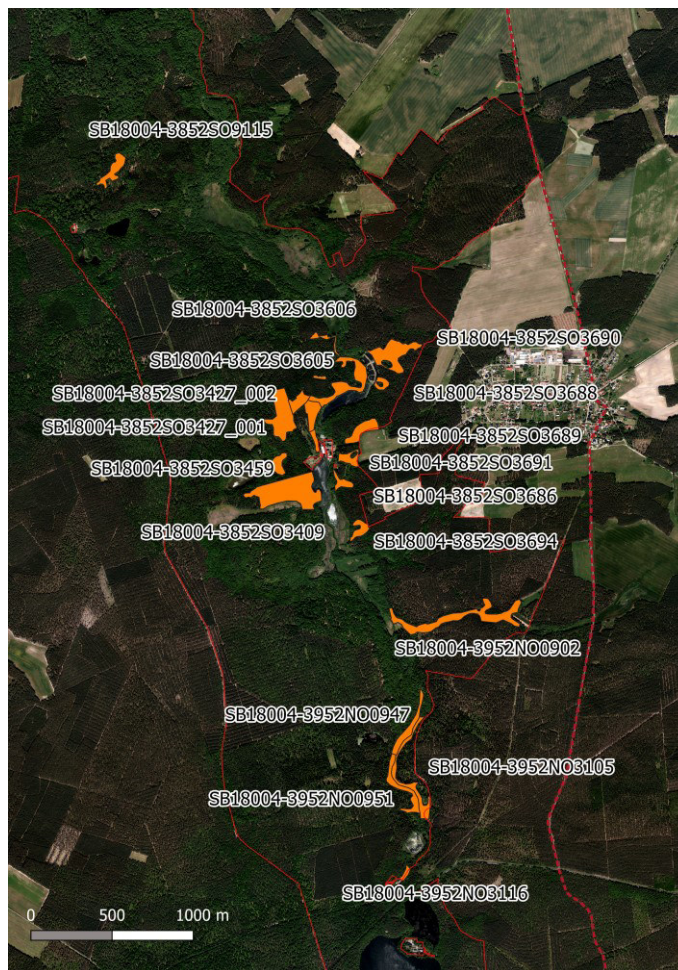 SB18004-3852SO9115
SB18004-3852SO3606
SB18004-3852SO3690
SB18004-3852SO3605
SB18004-3852SO3427_002
SB18004-3852SO3688
SB18004-3852SO3427_001
SB18004-3852SO3689
SB18004-3852SO3459
SB18004-3852SO3691
SB18004-3852SO3686
SB18004-3852SO3409
SB18004-3852SO3694
SB18004-3952NO0902
SB18004-3952NO0947
SB18004-3952NO3105
SB18004-3952NO0951
SB18004-3952NO3116
0 500 1000 m